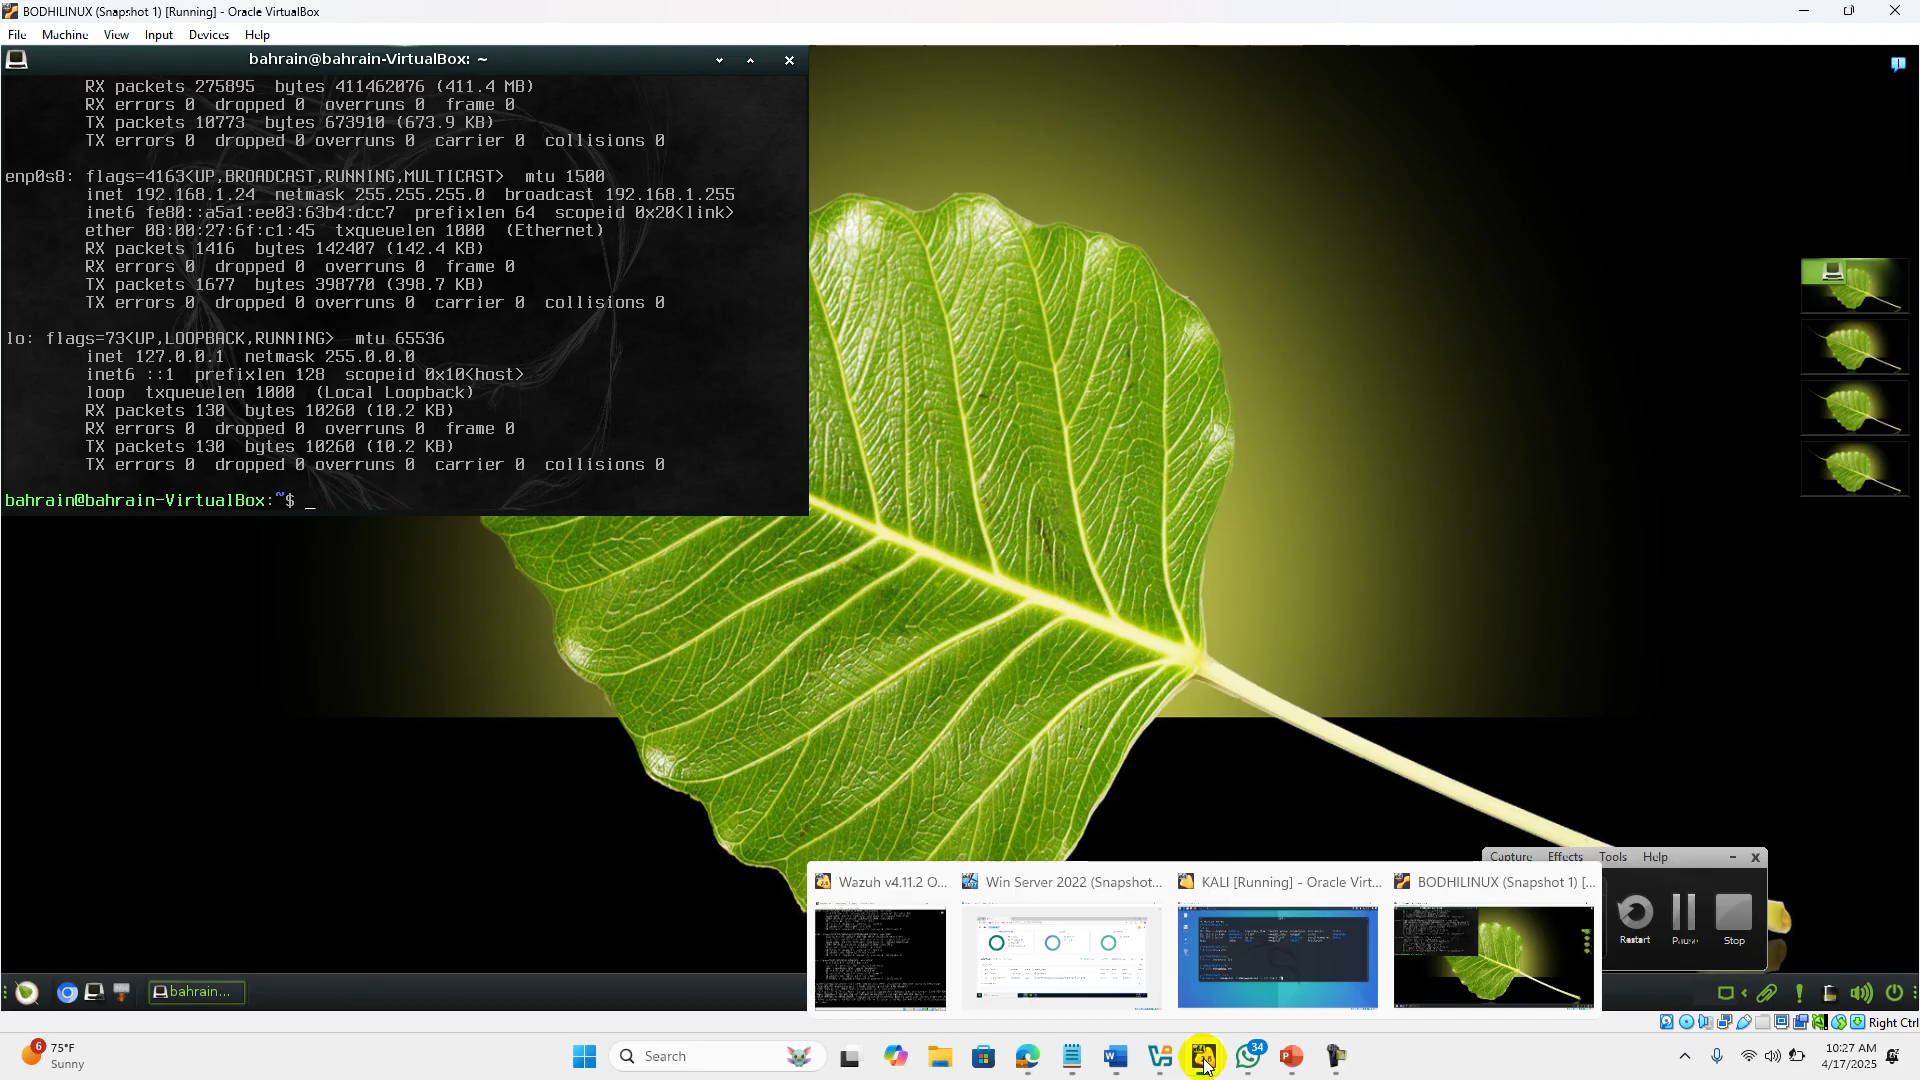 BODHILINUX (Snapshot 1) [Running] - Oracle VirtualBox
File Machine View Input Devices Help
bahrain@bahrain-VirtualBox: ~
RX packets 275895 bytes 411462076 (411.4 MB)
RX errors 0 dropped 0 overruns 0 frame 0
TX packets 10773 bytes 673910 (673.9 KB)
TX errors 0 dropped 0 overruns 0 carrier 0 collisions 0
enp0s8: flags=4163<UP,BROADCAST,RUNNING,MULTICAST> mtu 1500
inet 192.168.1.24 netmask 255.255.255.0 broadcast 192.168.1.255
inet6 fe80::a5a1:ee03:63b4:dcc7 prefixlen 64 scopeid 0x20<link>
ether 08:00:27:6f:c1:45 txqueuelen 1000 (Ethernet)
RX packets 1416 bytes 142407 (142.4 KB)
RX errors 0 dropped 0 overruns 0 frame 0
TX packets 1677 bytes 398770 (398.7 KB)
TX errors 0 dropped 0 overruns 0 carrier 0 collisions 0
lo: flags=73<UP,LOOPBACK,RUNNING> mtu 65536
inet 127.0.0.1 netmask 255.0.0.0
inet6 ::1 prefixlen 128 scopeid 0x10<host>
loop txqueuelen 1000 (Local Loopback)
RX packets 130 bytes 10260 (10.2 KB)
RX errors 0 dropped 0 overruns 0 frame 0
TX packets 130 bytes 10260 (10.2 KB)
TX errors 0 dropped 0 overruns 0 carrier 0 collisions 0
bahrain@bahrain-VirtualBox:~$ _
Capture Effects Tools Help
Wazuh v4.11.2 O...
Win Server 2022 (Snapshot...
KALI [Running] - Oracle Virt...
BODHILINUX (Snapshot 1) [...
Restart Pause Stop
bahrain...
Right Ctrl
6
75°F
Sunny
Search
34
10:27 AM
4/17/2025